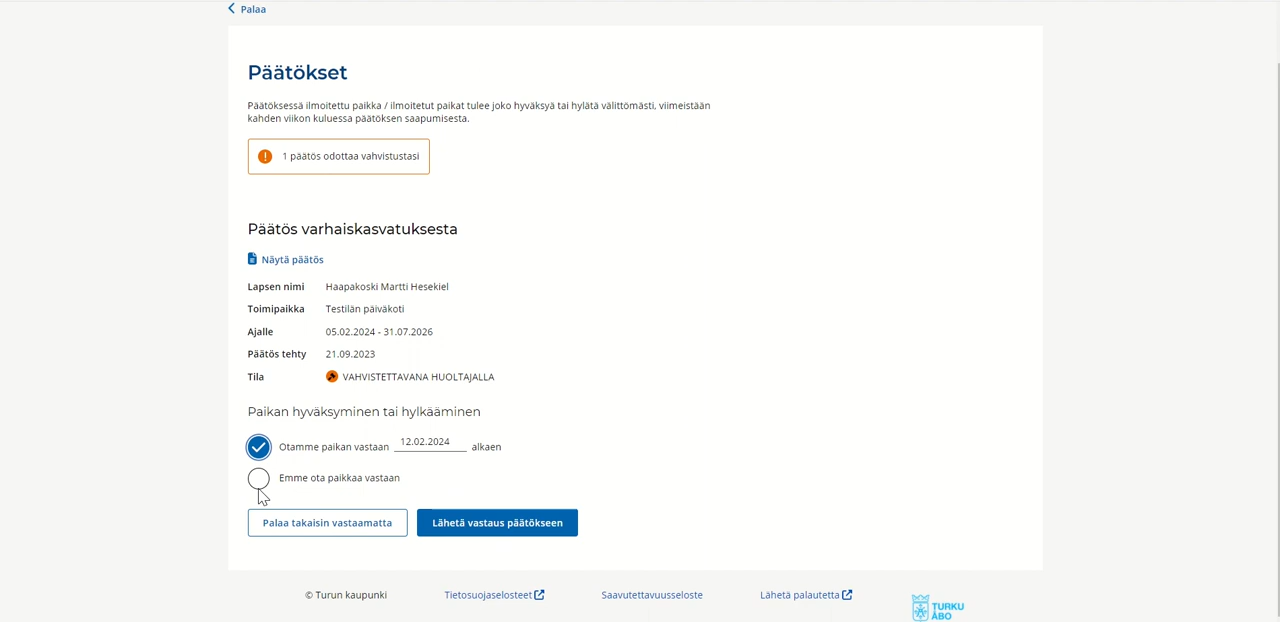 Palaa
Päätökset
Päätöksessä ilmoitettu paikka / ilmoitetut paikat tulee joko hyväksyä tai hylätä välittömästi, viimeistään
kahden viikon kuluessa päätöksen saapumisesta.
1 päätös odottaa vahvistustasi
Päätös varhaiskasvatuksesta
Näytä päätös
Lapsen nimi Haapakoski Martti Hesekiel
Toimipaikka Testilän päiväkoti
Ajalle 05.02.2024 - 31.07.2026
Päätös tehty 21.09.2023
Tila VAHVISTETTAVANA HUOLTAJALLA
Paikan hyväksyminen tai hylkääminen
Otamme paikan vastaan 12.02.2024 alkaen
Emme ota paikkaa vastaan
Palaa takaisin vastaamatta Lähetä vastaus päätökseen
© Turun kaupunki Tietosuojaselosteet Saavutettavuusseloste Lähetä palautetta TURKU
ÅBO